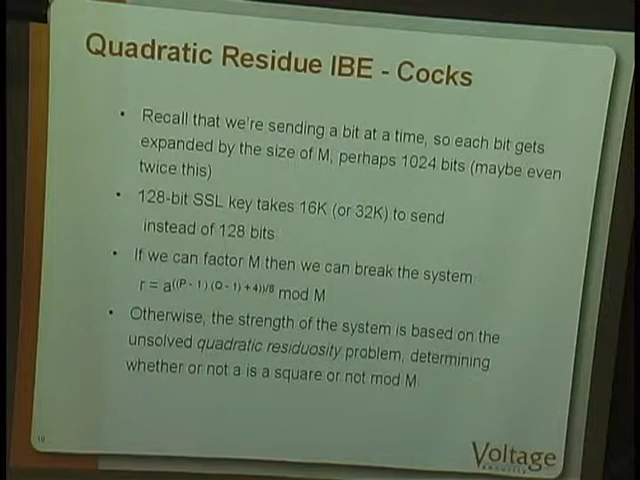 Quadratic Residue IBE - Cocks
• Recall that we're sending a bit at a time, so each bit gets
expanded by the size of M, perhaps 1024 bits (maybe even
twice this)
• 128-bit SSL key takes 16K (or 32K) to send
instead of 128 bits
• If we can factor M then we can break the system
r = a((P - 1) (Q - 1) + 4))/8 mod M
• Otherwise, the strength of the system is based on the
unsolved quadratic residuosity problem, determining
whether or not a is a square or not mod M
10
Voltage
SECURITY